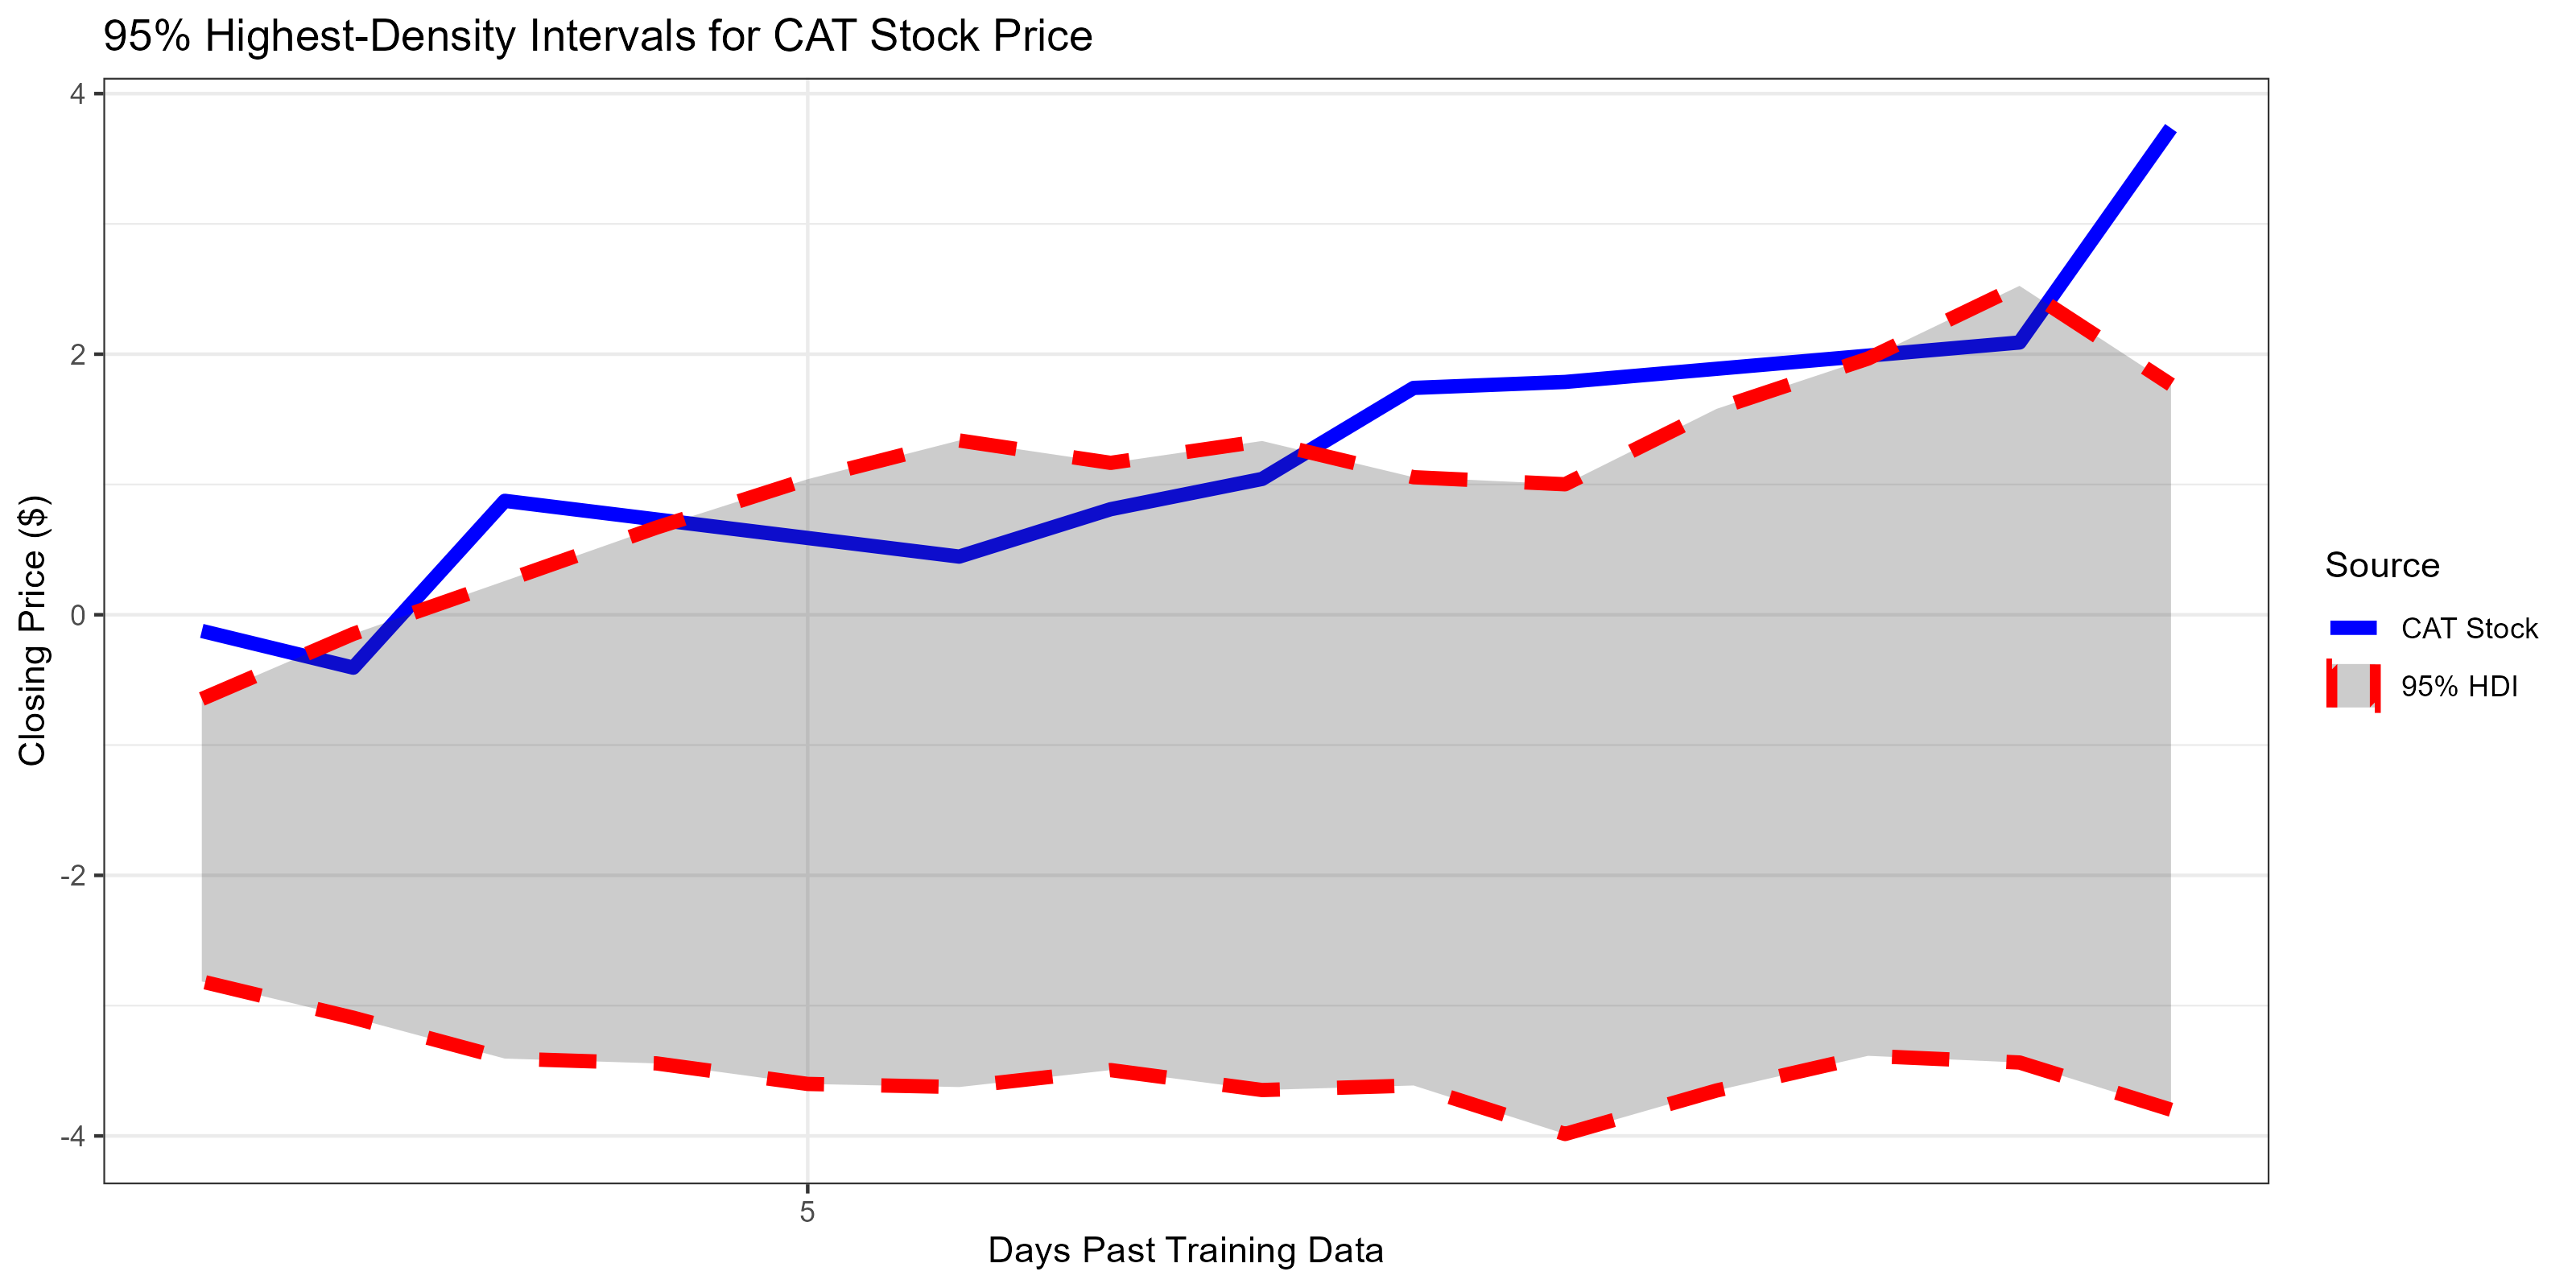 95% Highest-Density Intervals for CAT Stock Price
4
2
0
-2
-4
Closing Price ($)
5
Days Past Training Data
Source
CAT Stock
95% HDI